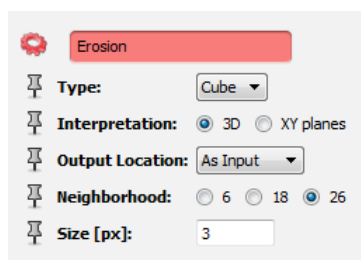 Erosion
Type: Cube
Interpretation: 3D XY planes
Output Location: As Input
Neighborhood: 6 18 26
Size [px]: 3